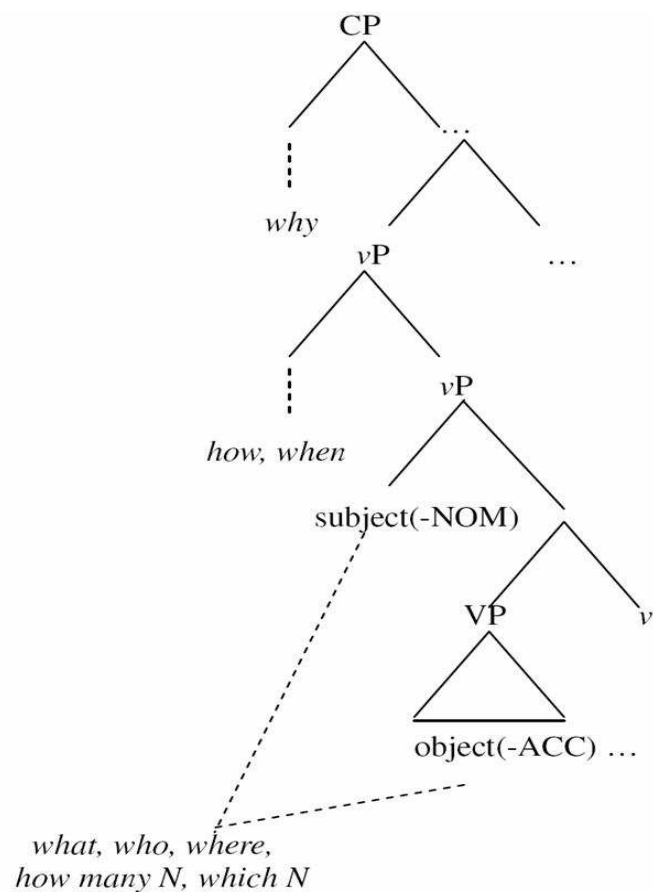 CP
...
why
vP
...
vP
how, when
subject(-NOM)
VP
v
object(-ACC) ...
what, who, where,
how many N, which N